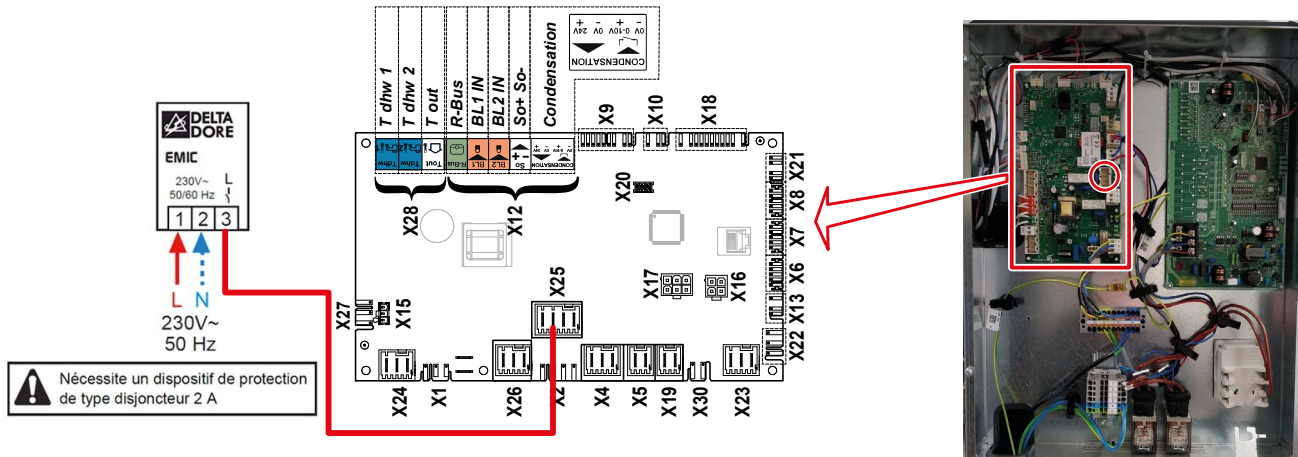 DELTA
DORE
EMIC
230V~
50/60 Hz
L
1 2 3
L N
230V~
50 Hz
Nécessite un dispositif de protection
de type disjoncteur 2 A
T dhw 1
T dhw 2
T out
R-Bus
BL1 IN
BL2 IN
So+ So-
Condensation
+ 24V
- 0V
+ 0-10V
- 0V
CONDENSATION
Tdhw
Tdhw
Tout
R-Bus
BL1
BL2
So
+ -
CONDENSATION
X28
X12
X9
X10
X18
X20
X21
X8
X7
X6
X13
X22
X17
X16
X25
X27
X15
X24
X1
X26
X2
X4
X5
X19
X30
X23